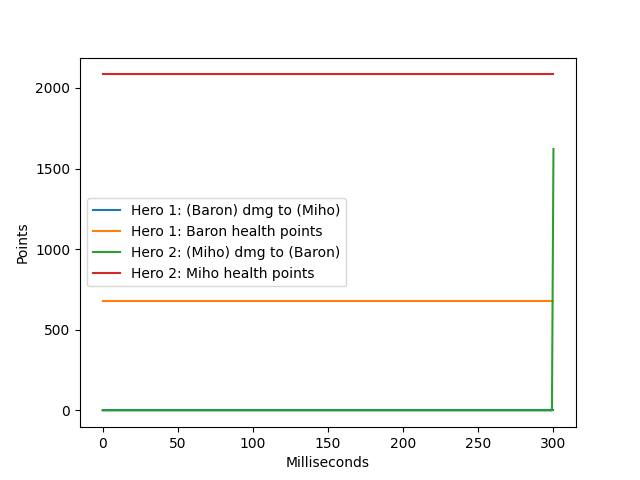 2000
1500
1000
500
0
Points
Hero 1: (Baron) dmg to (Miho)
Hero 1: Baron health points
Hero 2: (Miho) dmg to (Baron)
Hero 2: Miho health points
0 50 100 150 200 250 300
Milliseconds